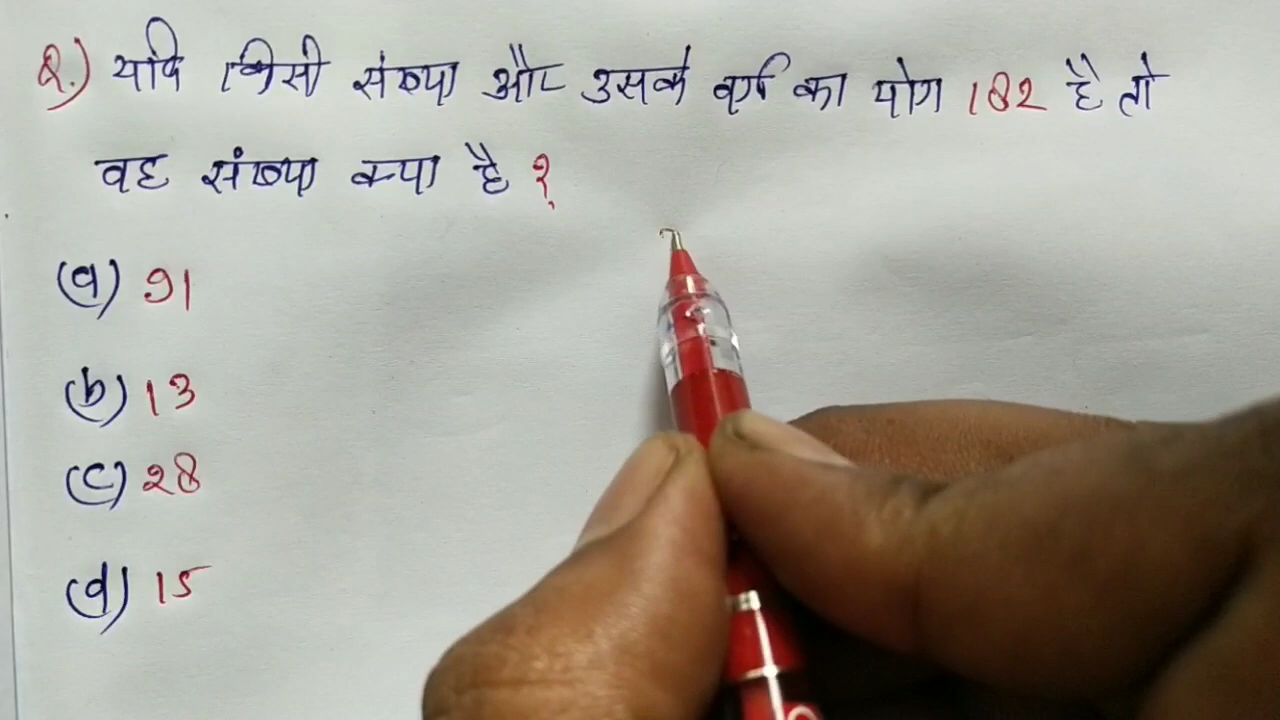 Q.) यदि किसी संख्या और उसके वर्ग का योग 182 है तो
वह संख्या क्या है ?
(a) 91
(b) 13
(c) 28
(d) 15